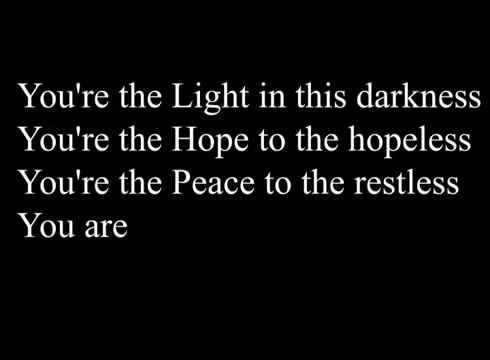 You're the Light in this darkness
You're the Hope to the hopeless
You're the Peace to the restless
You are